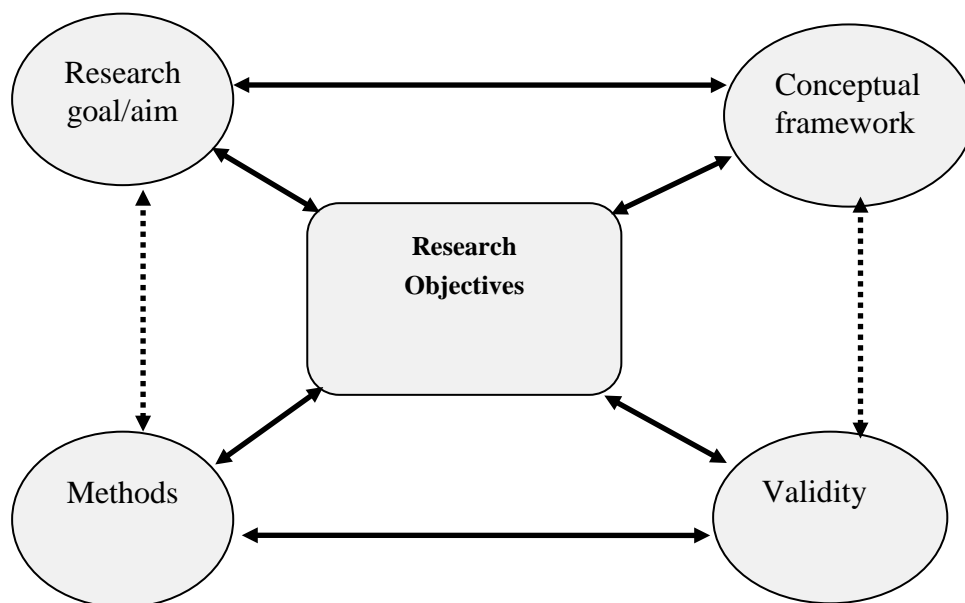 Research
goal/aim
Conceptual
framework
Research
Objectives
Methods
Validity